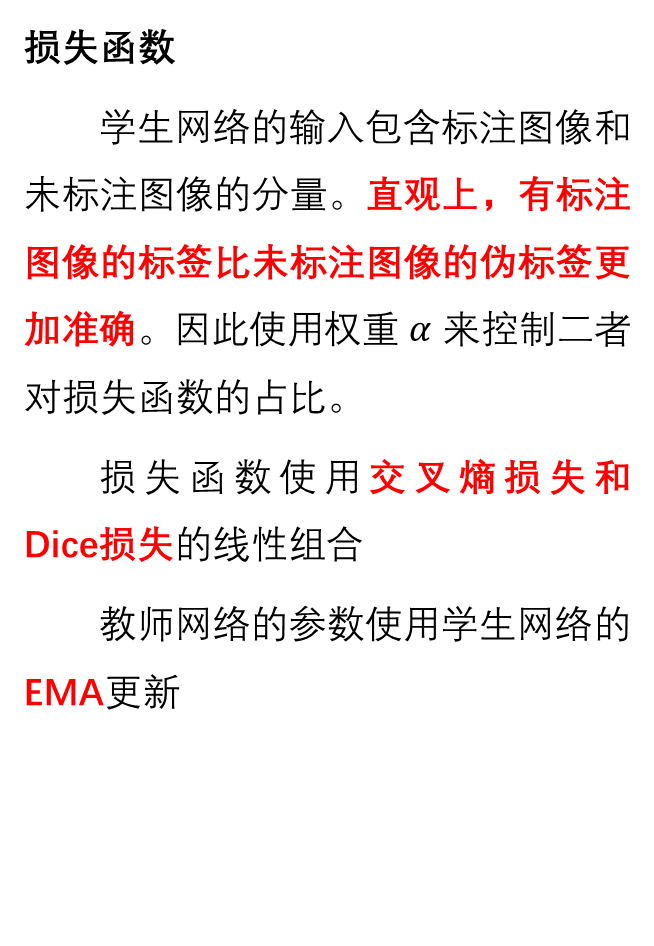 损失函数
学生网络的输入包含标注图像和
未标注图像的分量。直观上，有标注
图像的标签比未标注图像的伪标签更
加准确。因此使用权重 α 来控制二者
对损失函数的占比。
损失函数使用交叉熵损失和
Dice损失的线性组合
教师网络的参数使用学生网络的
EMA更新